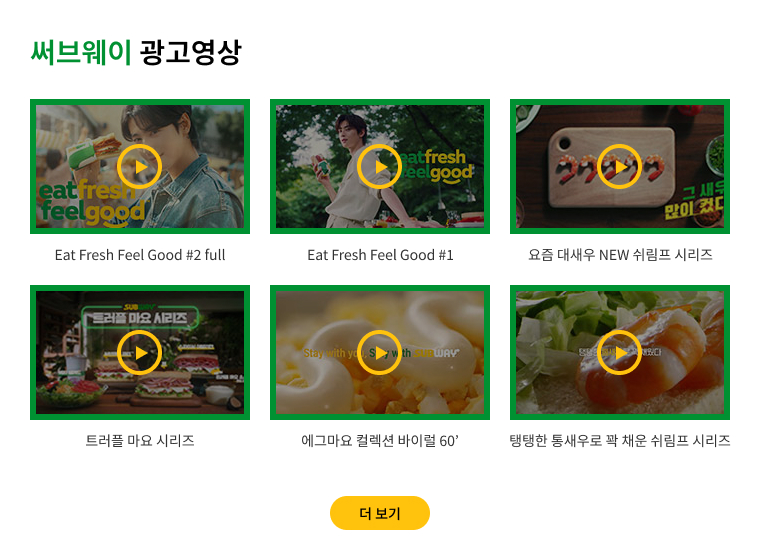 써브웨이 광고영상
eat fresh
feel good
eat fresh
feel good
그 새우
많이 컸다
Eat Fresh Feel Good #2 full
Eat Fresh Feel Good #1
요즘 대새우 NEW 쉬림프 시리즈
SUBWAY
트러플 마요 시리즈
Stay with you, Stay with SUBWAY
트러플 마요 시리즈
에그마요 컬렉션 바이럴 60’
탱탱한 통새우로 꽉 채운 쉬림프 시리즈
더 보기